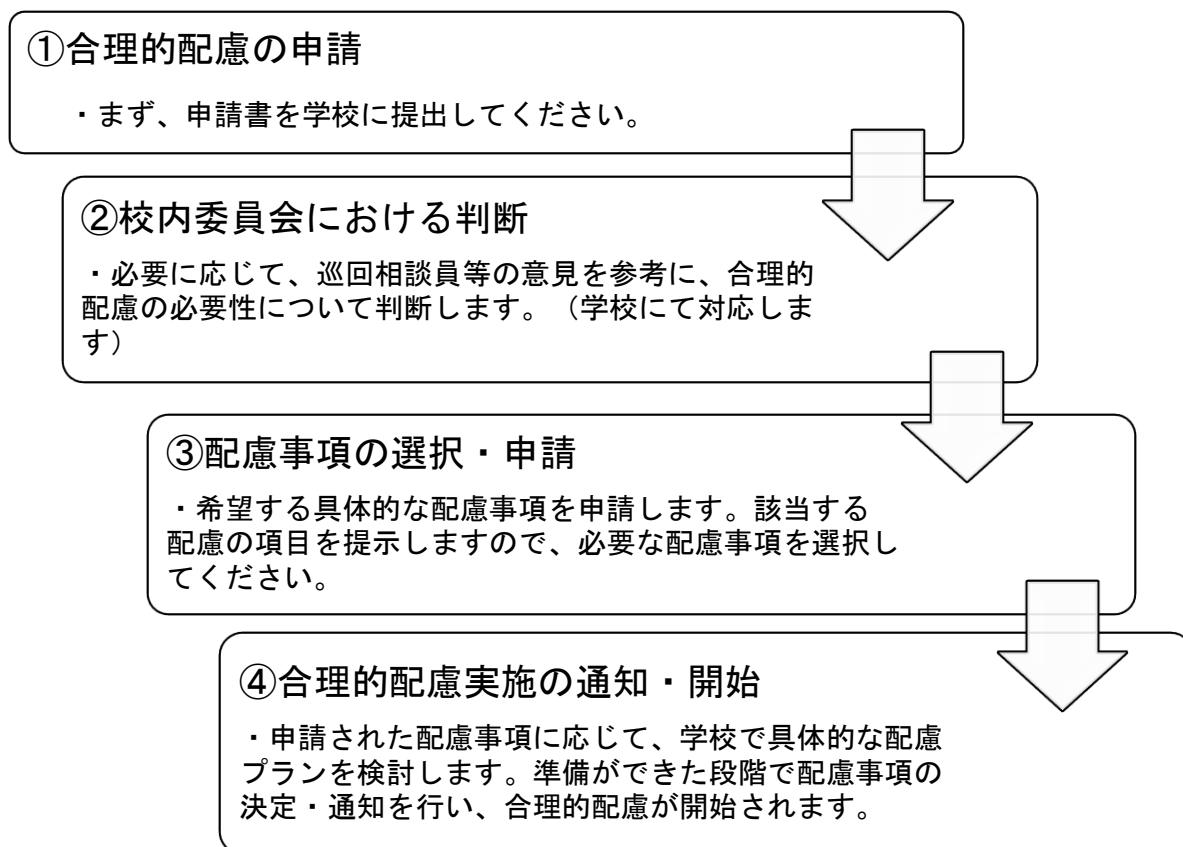 ①合理的配慮の申請
・まず、申請書を学校に提出してください。
②校内委員会における判断
・必要に応じて、巡回相談員等の意見を参考に、合理的
配慮の必要性について判断します。（学校にて対応しま
す）
③配慮事項の選択・申請
・希望する具体的な配慮事項を申請します。該当する
配慮の項目を提示しますので、必要な配慮事項を選択し
てください。
④合理的配慮実施の通知・開始
・申請された配慮事項に応じて、学校で具体的な配慮
プランを検討します。準備ができた段階で配慮事項の
決定・通知を行い、合理的配慮が開始されます。